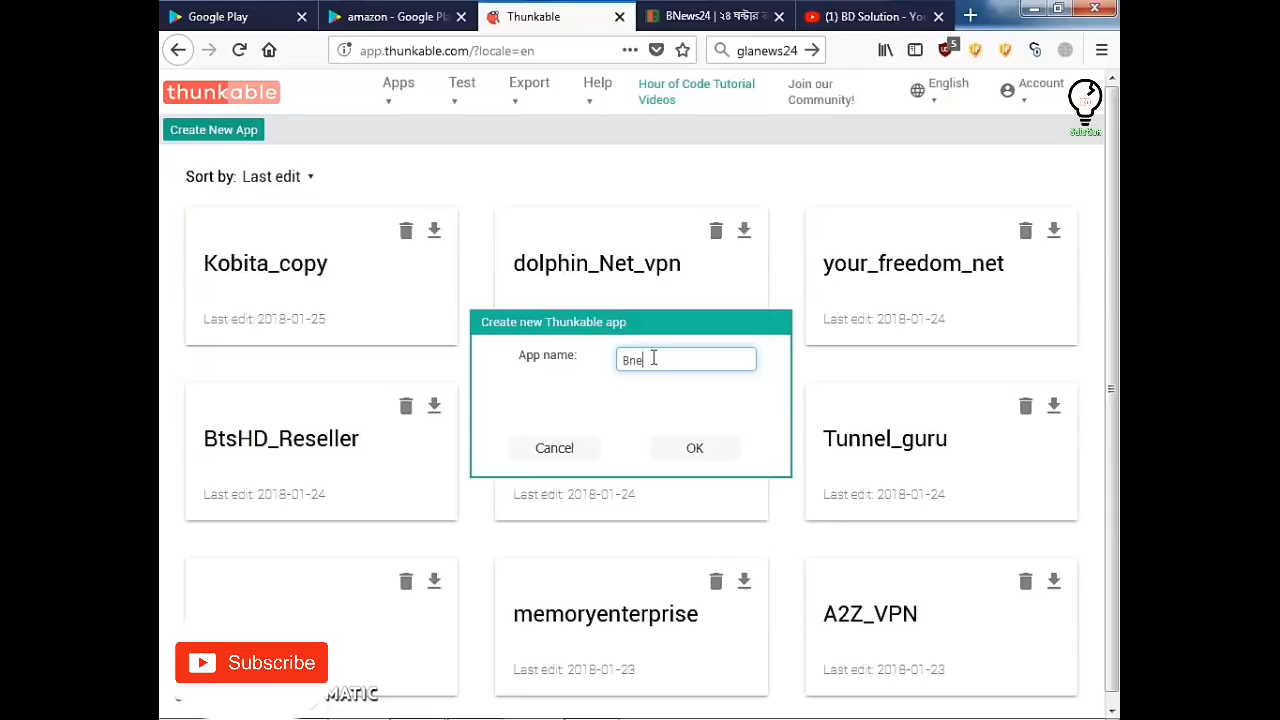 Google Play
amazon - Google Pl
Thunkable
BNews24 | ২৪ ঘন্টার
(1) BD Solution - Yo
app.thunkable.com/?locale=en
glanews24
5
thunkable
Apps
Test
Export
Help
Hour of Code Tutorial
Videos
Join our
Community!
English
Account
Solution
Create New App
Sort by: Last edit
Kobita_copy
Last edit: 2018-01-25
dolphin_Net_vpn
your_freedom_net
Last edit: 2018-01-24
Create new Thunkable app
App name:
Bne
Cancel
OK
BtsHD_Reseller
Last edit: 2018-01-24
Last edit: 2018-01-24
Tunnel_guru
Last edit: 2018-01-24
memoryenterprise
Last edit: 2018-01-23
A2Z_VPN
Last edit: 2018-01-23
Subscribe
MATIC